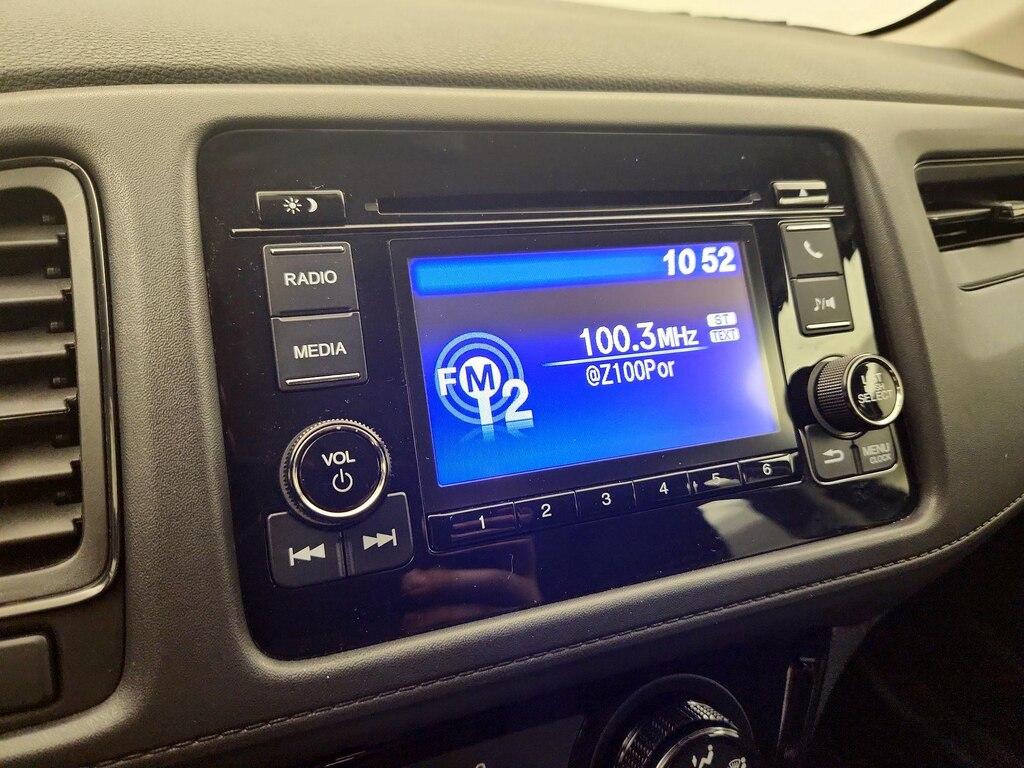 RADIO
MEDIA
VOL
10 52
100.3MHz
ST
TEXT
@Z100Por
FM
2
1 2 3 4 5 6
SELECT
MENU
CLOCK